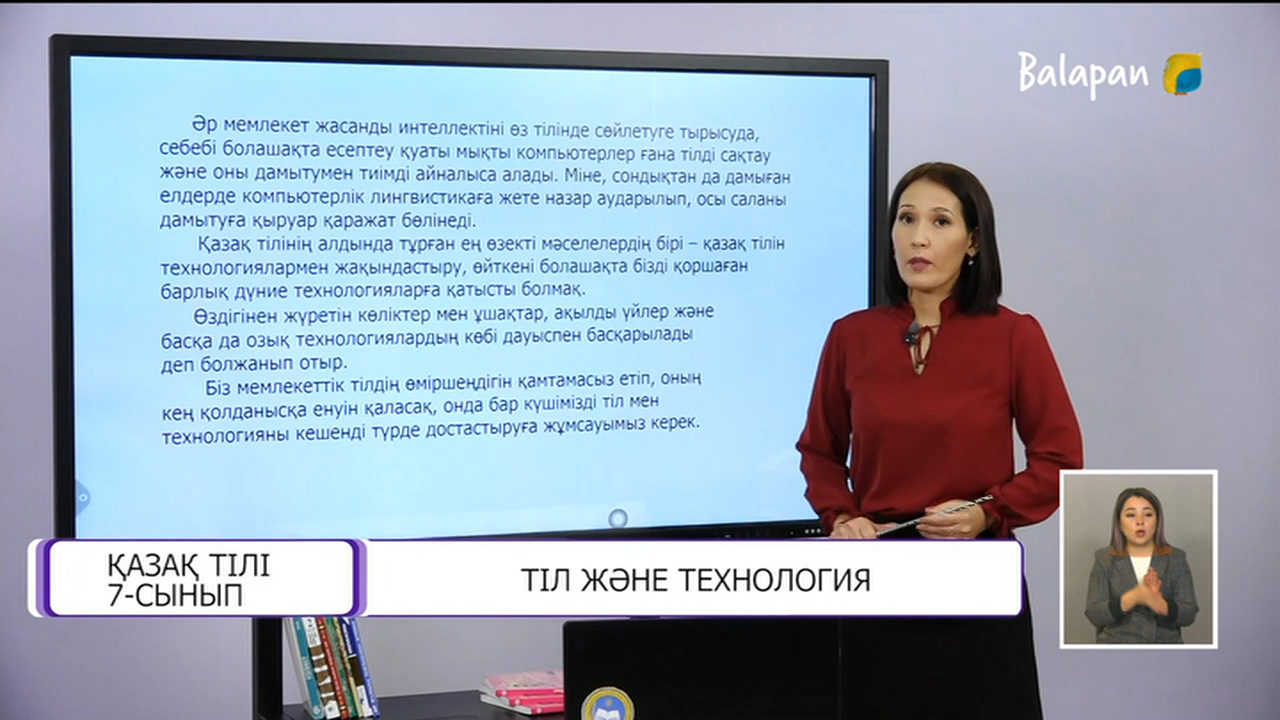 Balapan
Әр мемлекет жасанды интеллектіні өз тілінде сөйлетуге тырысуда,
себебі болашақта есептеу қуаты мықты компьютерлер ғана тілді сақтау
және оны дамытумен тиімді айналыса алады. Міне, сондықтан да дамыған
елдерде компьютерлік лингвистикаға жете назар аударылып, осы саланы
дамытуға қыруар қаражат бөлінеді.
Қазақ тілінің алдында тұрған ең өзекті мәселелердің бірі – қазақ тілін
технологиялармен жақындастыру, өйткені болашақта бізді қоршаған
барлық дүние технологияларға қатысты болмақ.
Өздігінен жүретін көліктер мен ұшақтар, ақылды үйлер және
басқа да озық технологиялардың көбі дауыспен басқарылады
деп болжанып отыр.
Біз мемлекеттік тілдің өміршеңдігін қамтамасыз етіп, оның
кең қолданысқа енуін қаласақ, онда бар күшімізді тіл мен
технологияны кешенді түрде достастыруға жұмсауымыз керек.
ҚАЗАҚ ТІЛІ
7-СЫНЫП
ТІЛ ЖӘНЕ ТЕХНОЛОГИЯ